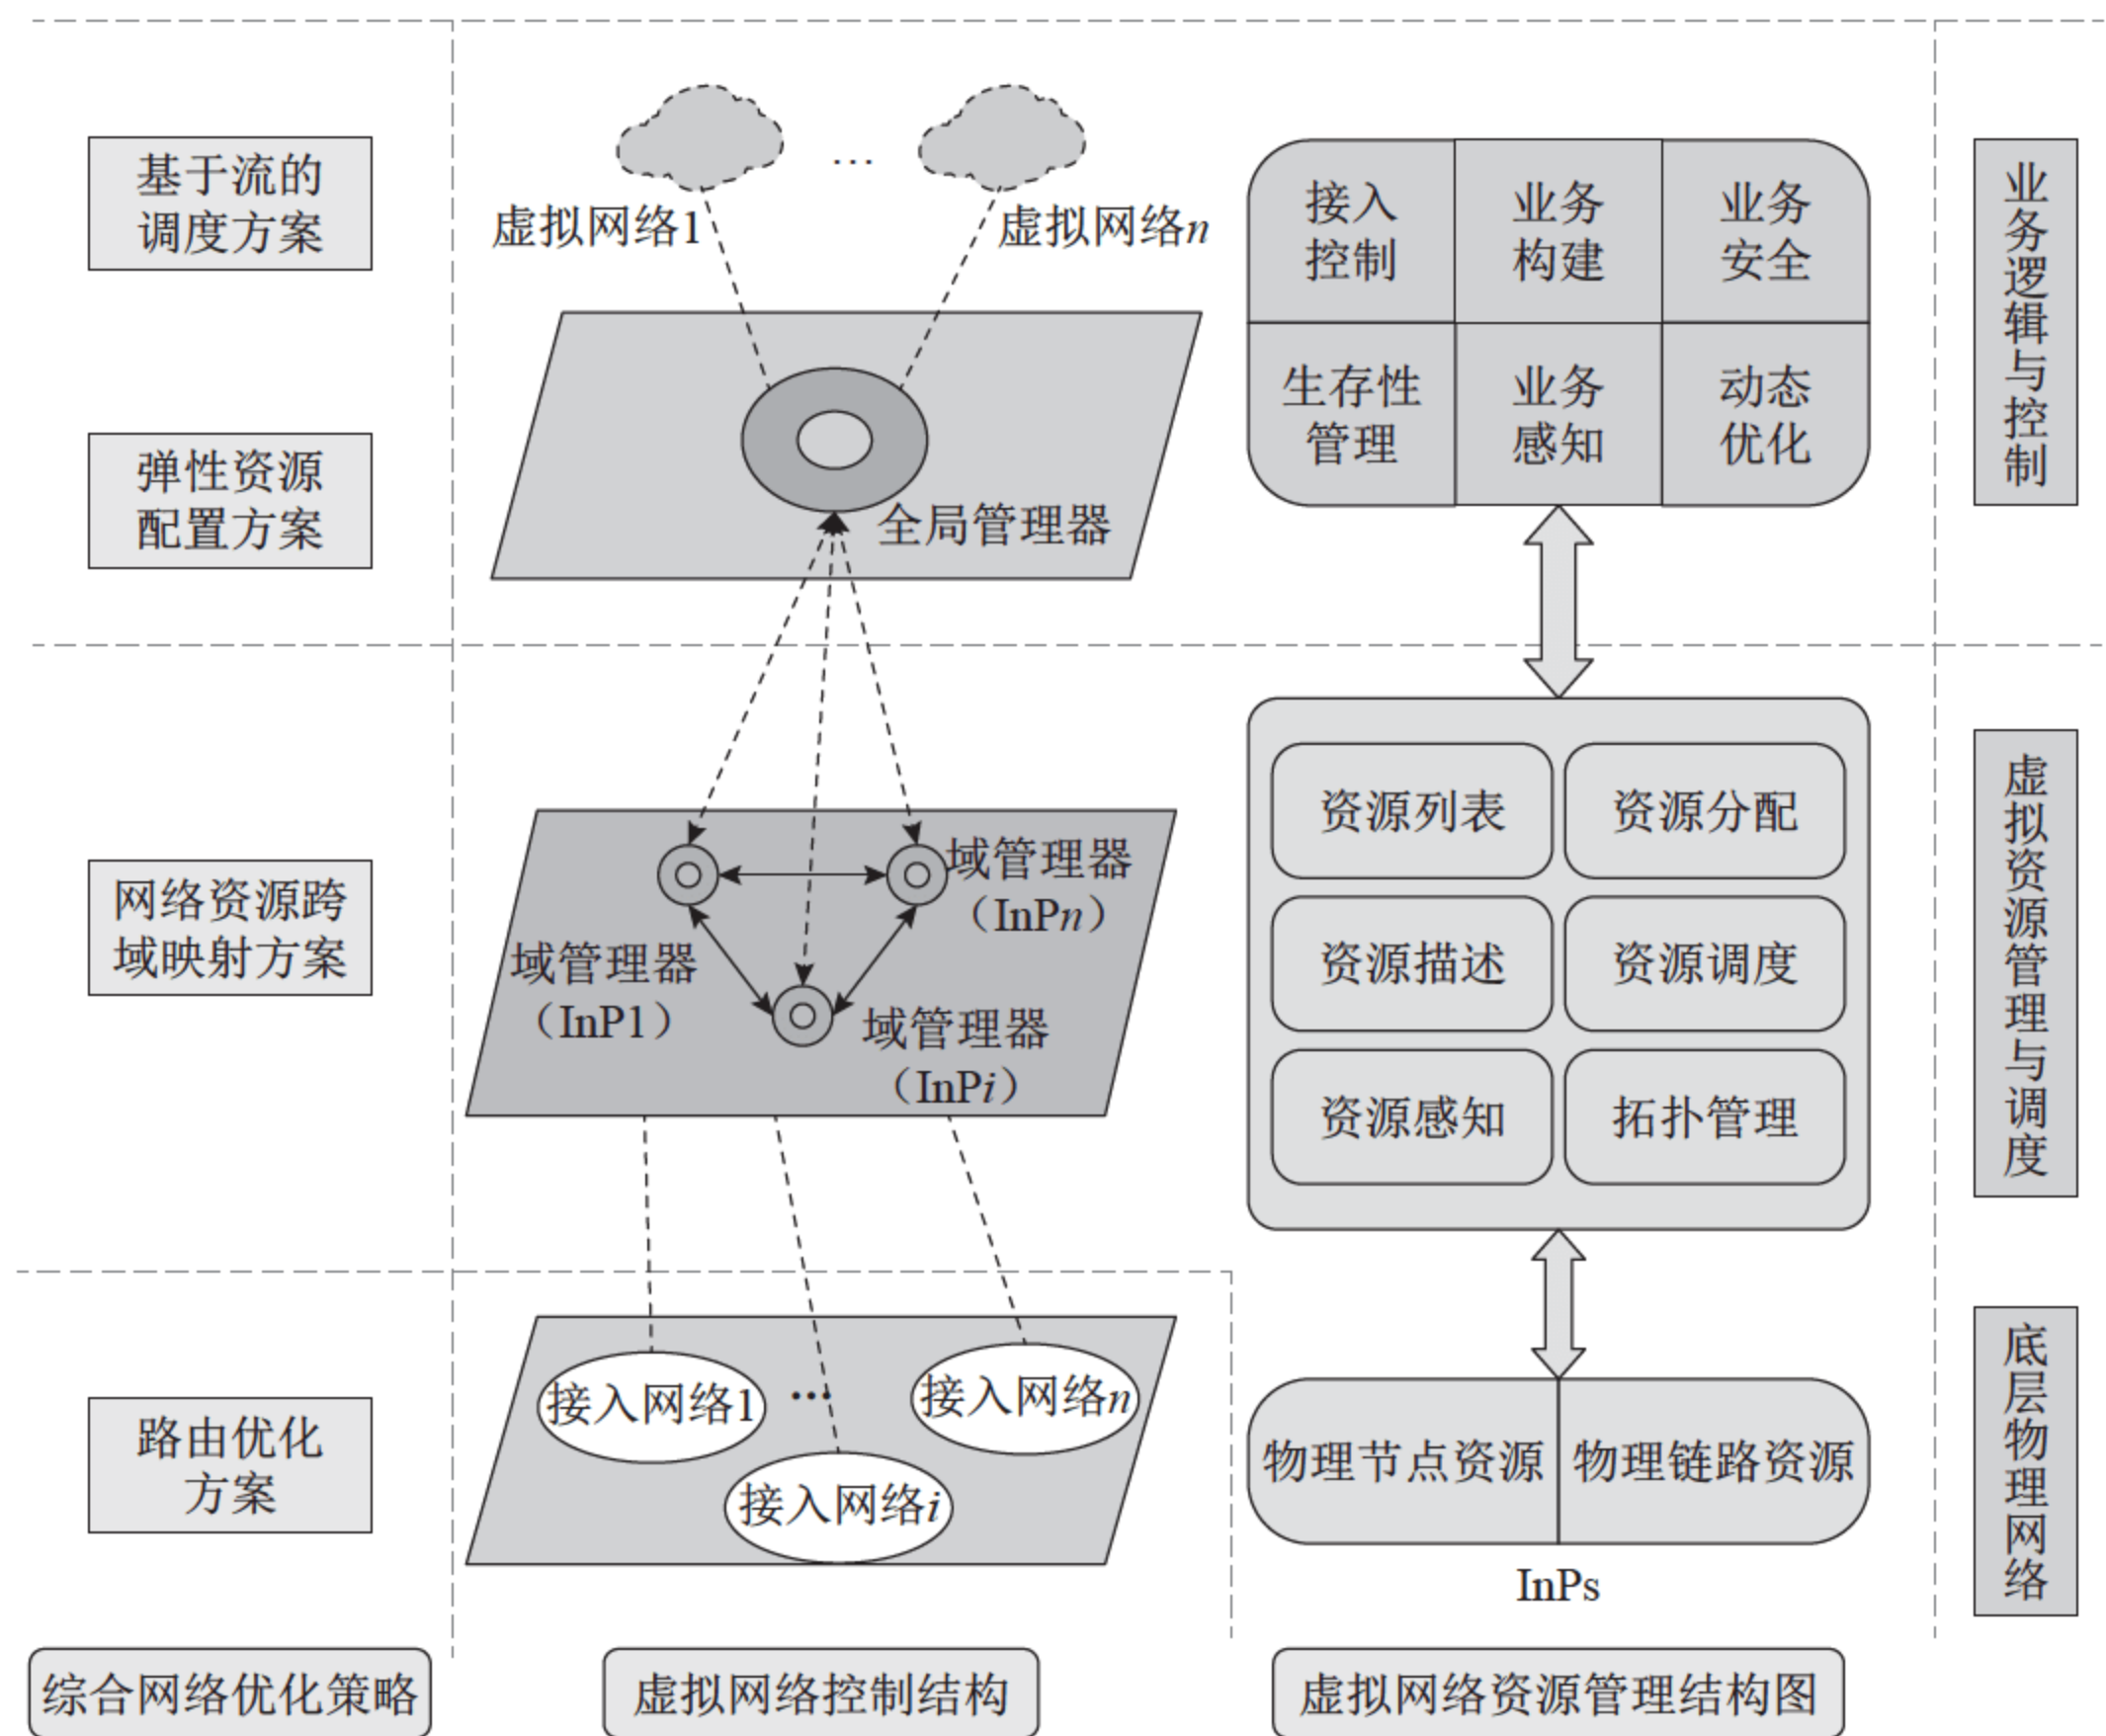 基于流的
调度方案
弹性资源
配置方案
网络资源跨
域映射方案
路由优化
方案
综合网络优化策略
…
虚拟网络1
虚拟网络n
全局管理器
域管理器
（InPn）
域管理器
（InP1）
域管理器
（InPi）
接入网络1
…
接入网络n
接入网络i
虚拟网络控制结构
接入
控制
业务
构建
业务
安全
生存性
管理
业务
感知
动态
优化
资源列表
资源分配
资源描述
资源调度
资源感知
拓扑管理
物理节点资源
物理链路资源
InPs
虚拟网络资源管理结构图
业务逻辑与控制
虚拟资源管理与调度
底层物理网络